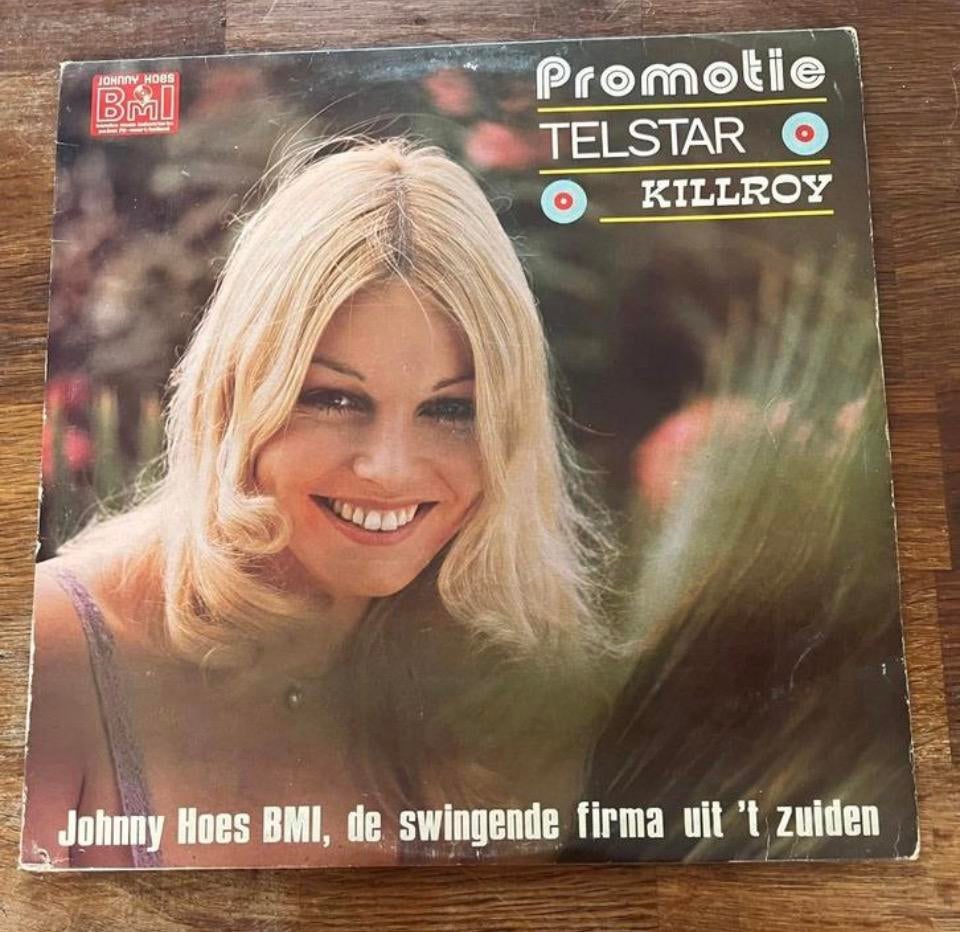 JOHNNY HOES
BMI
Promotie
TELSTAR
KILLROY
Johnny Hoes BMI, de swingende firma uit 't zuiden